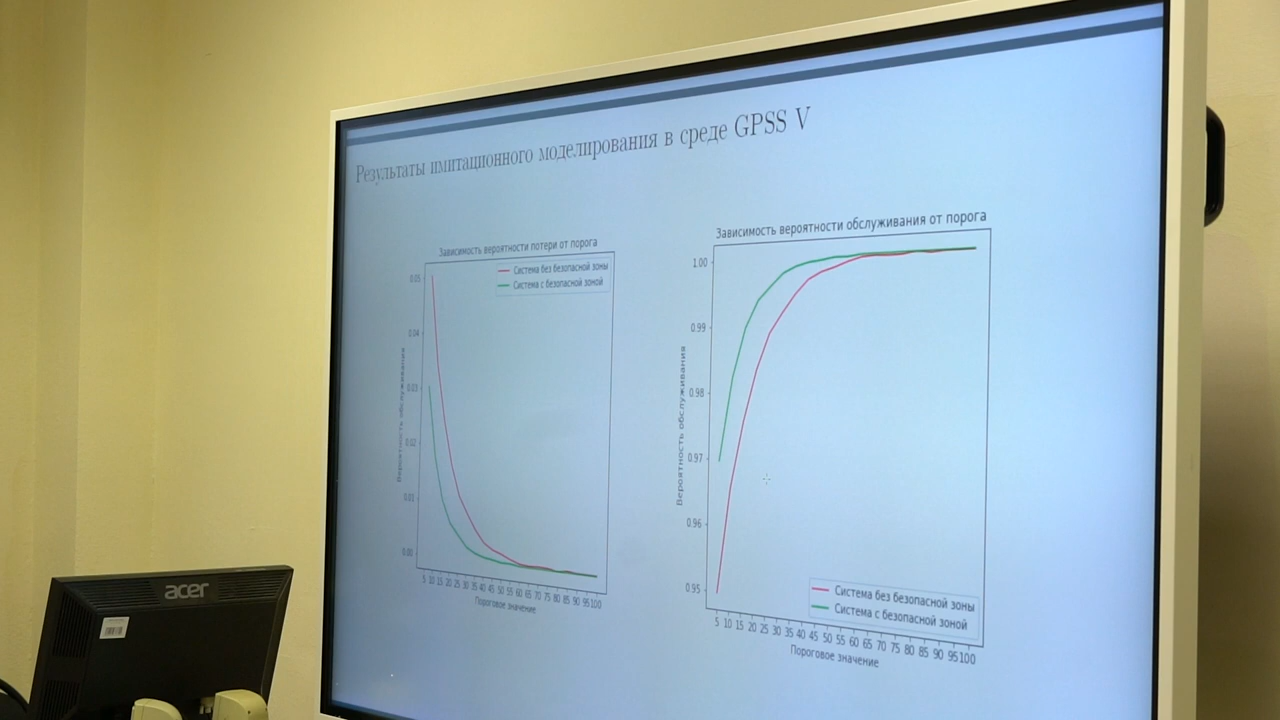 Результаты имитационного моделирования в среде GPSS V
Зависимость вероятности потери от порога
Система без безопасной зоны
Система с безопасной зоной
Вероятность обслуживания
0.05
0.04
0.03
0.02
0.01
0.00
5 10 15 20 25 30 35 40 45 50 55 60 65 70 75 80 85 90 95 100
Пороговое значение
Зависимость вероятности обслуживания от порога
Вероятность обслуживания
1.00
0.99
0.98
0.97
0.96
0.95
Система без безопасной зоны
Система с безопасной зоной
5 10 15 20 25 30 35 40 45 50 55 60 65 70 75 80 85 90 95 100
Пороговое значение
acer